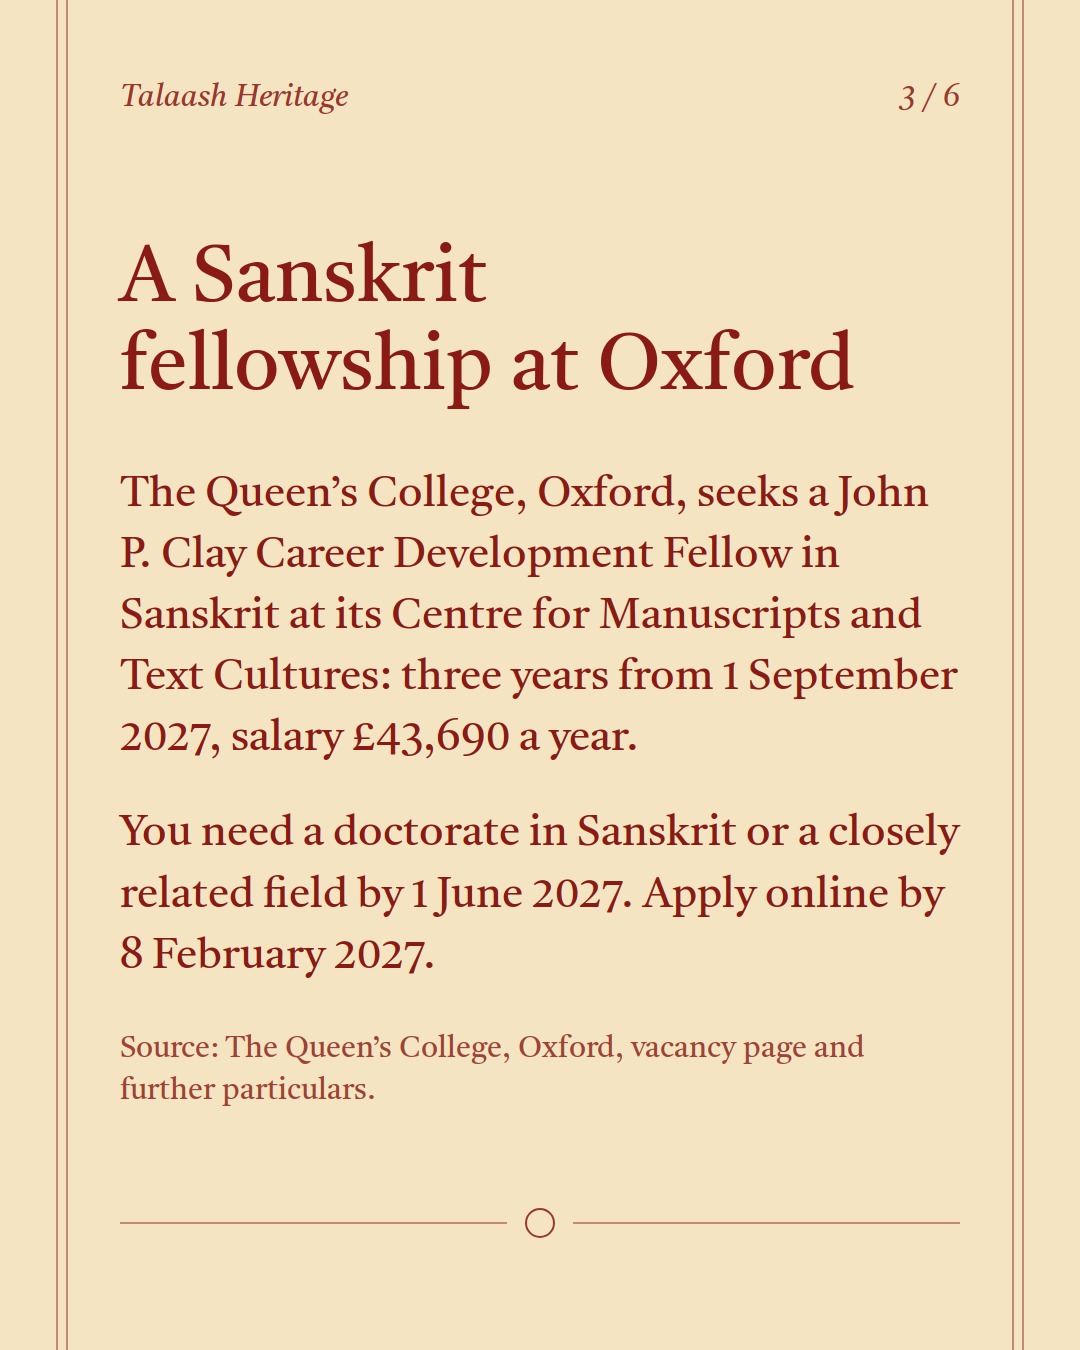 Talaash Heritage
3 / 6
A Sanskrit
fellowship at Oxford
The Queen’s College, Oxford, seeks a John
P. Clay Career Development Fellow in
Sanskrit at its Centre for Manuscripts and
Text Cultures: three years from 1 September
2027, salary £43,690 a year.
You need a doctorate in Sanskrit or a closely
related field by 1 June 2027. Apply online by
8 February 2027.
Source: The Queen’s College, Oxford, vacancy page and
further particulars.